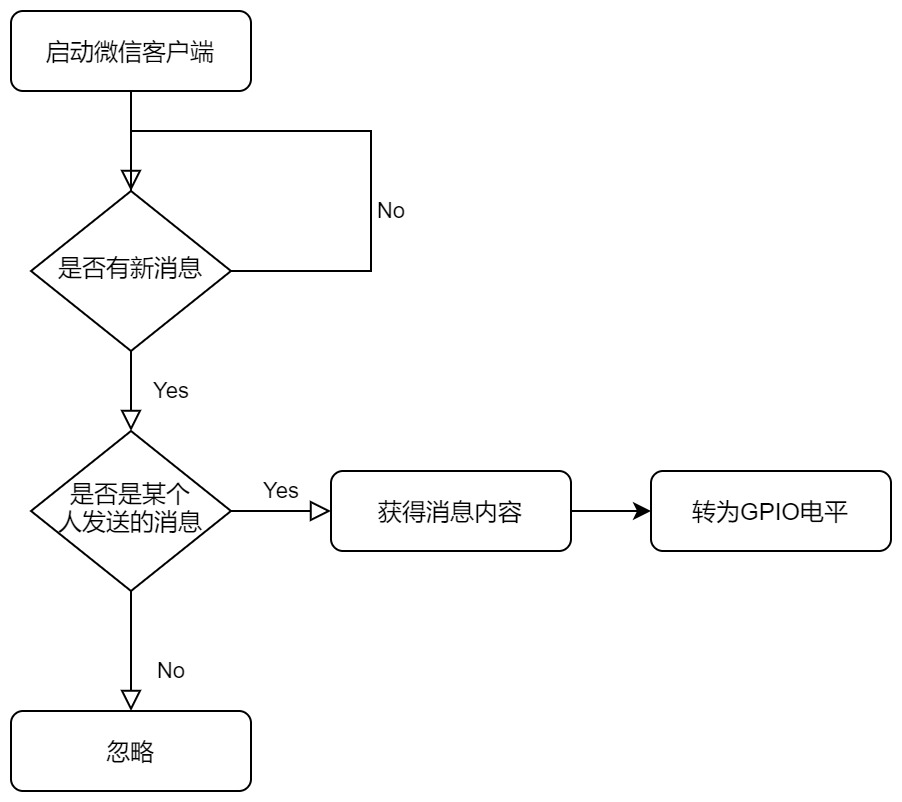 启动微信客户端
No
是否有新消息
Yes
是否是某个
人发送的消息
Yes
获得消息内容
转为GPIO电平
No
忽略